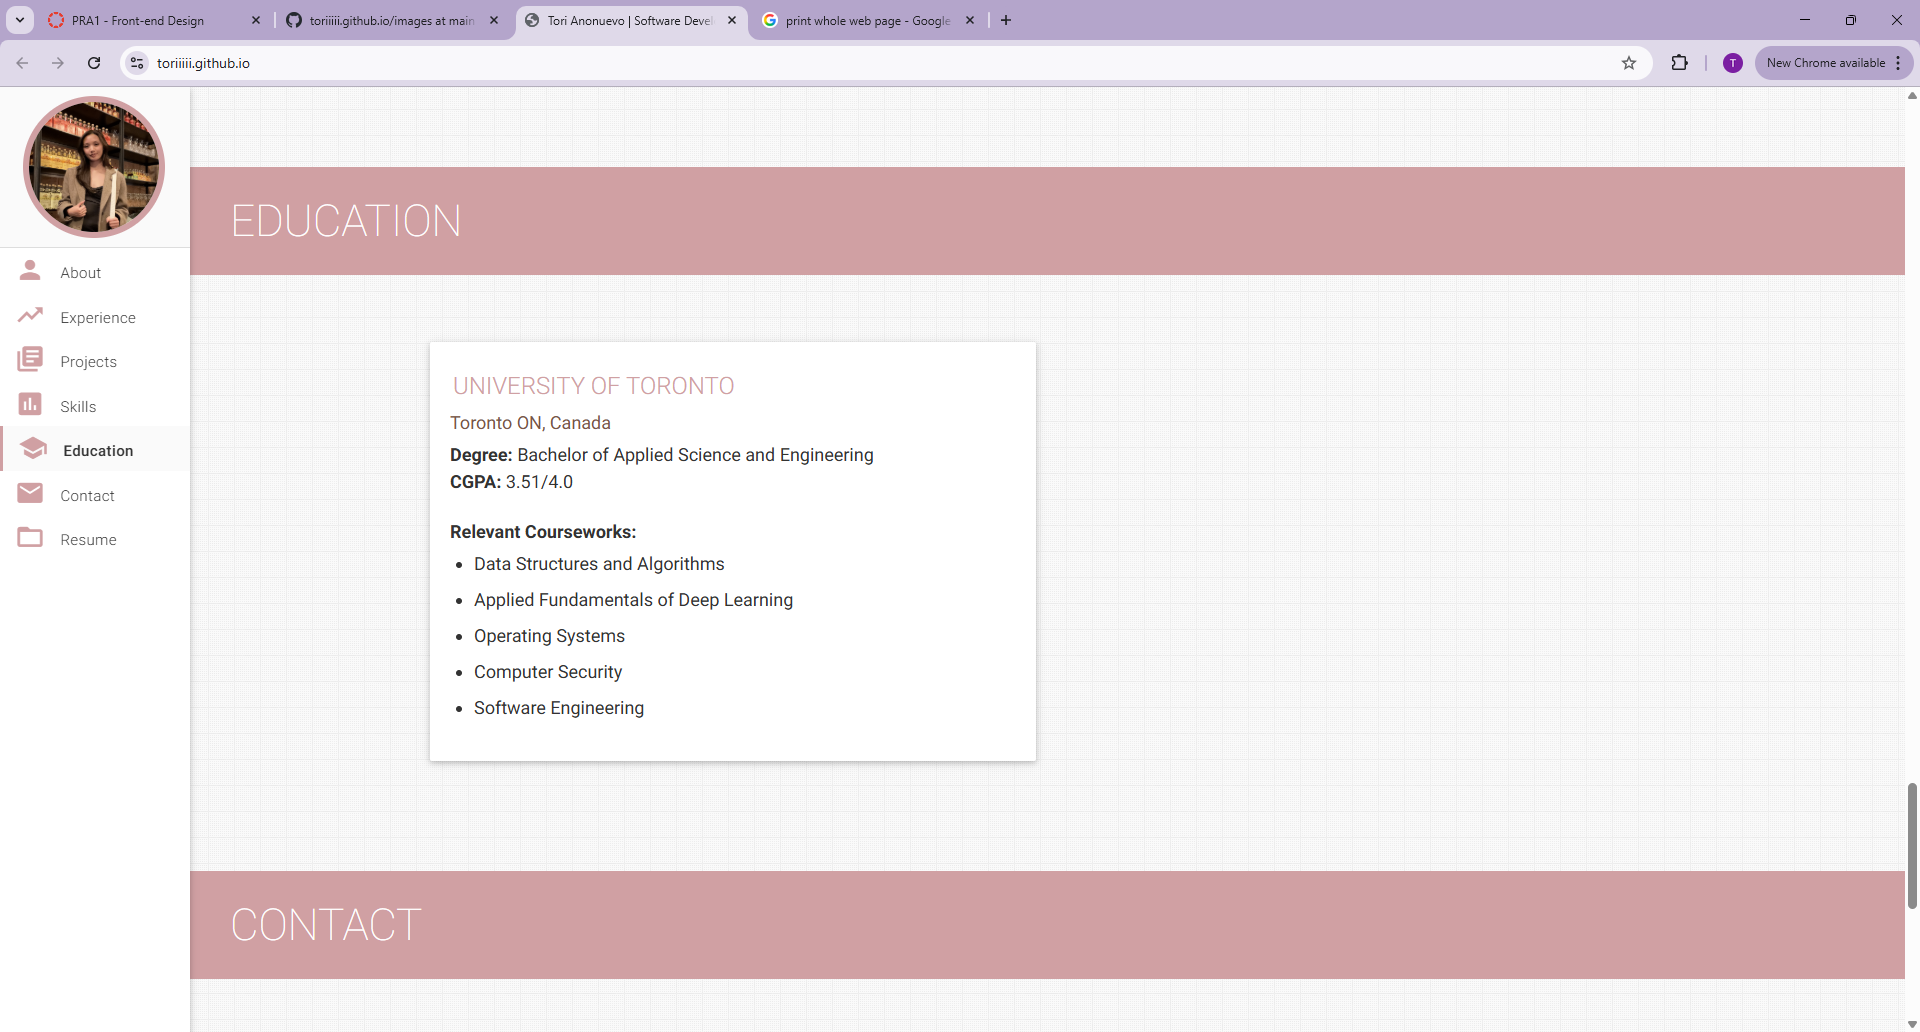 PRA1 - Front-end Design
toriiiii.github.io/images at main
Tori Anonuevo | Software Devel
print whole web page - Google
toriiiii.github.io
T
New Chrome available
About
Experience
Projects
Skills
Education
Contact
Resume
EDUCATION
UNIVERSITY OF TORONTO
Toronto ON, Canada
Degree: Bachelor of Applied Science and Engineering
CGPA: 3.51/4.0
Relevant Courseworks:
Data Structures and Algorithms
Applied Fundamentals of Deep Learning
Operating Systems
Computer Security
Software Engineering
CONTACT